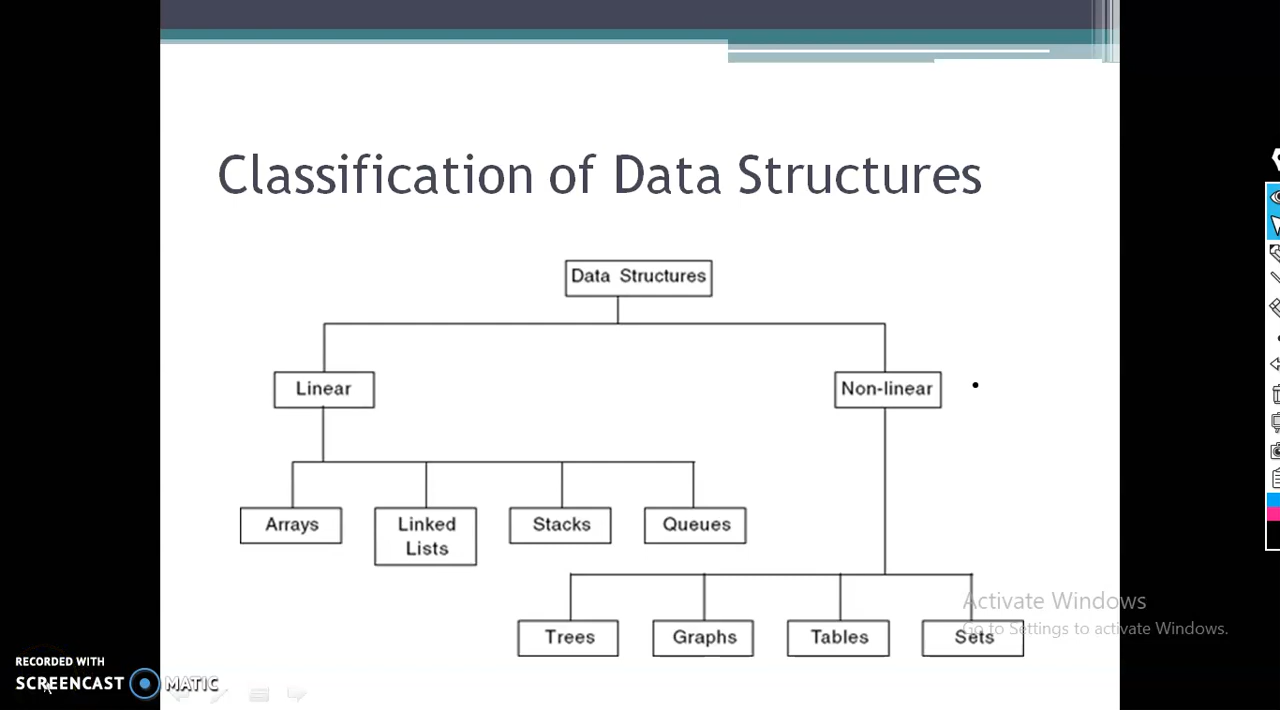 Classification of Data Structures
Data Structures
Linear
Non-linear
Arrays
Linked
Lists
Stacks
Queues
Trees
Graphs
Tables
Sets
Activate Windows
Go to Settings to activate Windows.
RECORDED WITH
SCREENCAST MATIC